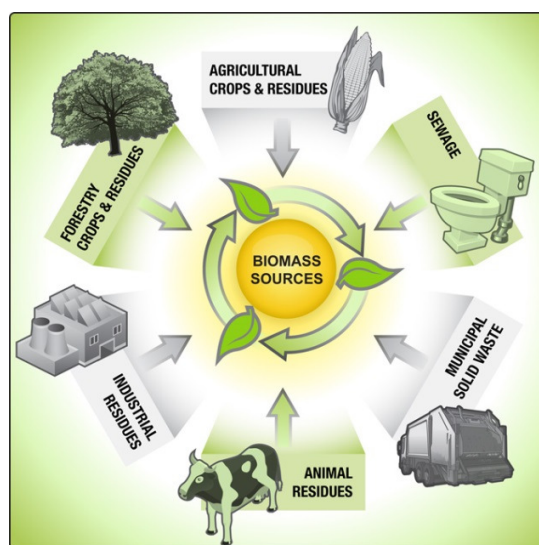 AGRICULTURAL
CROPS & RESIDUES
SEWAGE
FORESTRY
CROPS & RESIDUES
BIOMASS
SOURCES
MUNICIPAL
SOLID WASTE
INDUSTRIAL
RESIDUES
ANIMAL
RESIDUES